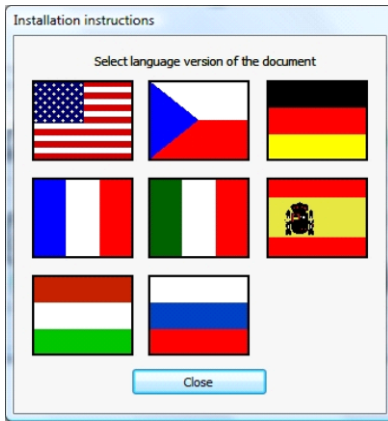 Installation instructions
Select language version of the document
Close